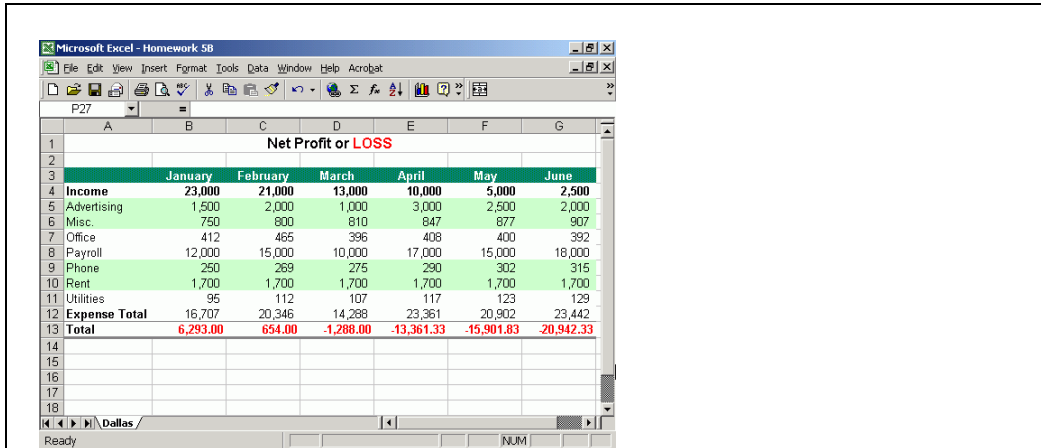 Microsoft Excel - Homework 5B
File Edit View Insert Format Tools Data Window Help Acrobat
P27 =
A B C D E F G
1 Net Profit or LOSS
2
3 January February March April May June
4 Income 23,000 21,000 13,000 10,000 5,000 2,500
5 Advertising 1,500 2,000 1,000 3,000 2,500 2,000
6 Misc. 750 800 810 847 877 907
7 Office 412 465 396 408 400 392
8 Payroll 12,000 15,000 10,000 17,000 15,000 18,000
9 Phone 250 269 275 290 302 315
10 Rent 1,700 1,700 1,700 1,700 1,700 1,700
11 Utilities 95 112 107 117 123 129
12 Expense Total 16,707 20,346 14,288 23,361 20,902 23,442
13 Total 6,293.00 654.00 -1,288.00 -13,361.33 -15,901.83 -20,942.33
14
15
16
17
18
Dallas
Ready NUM